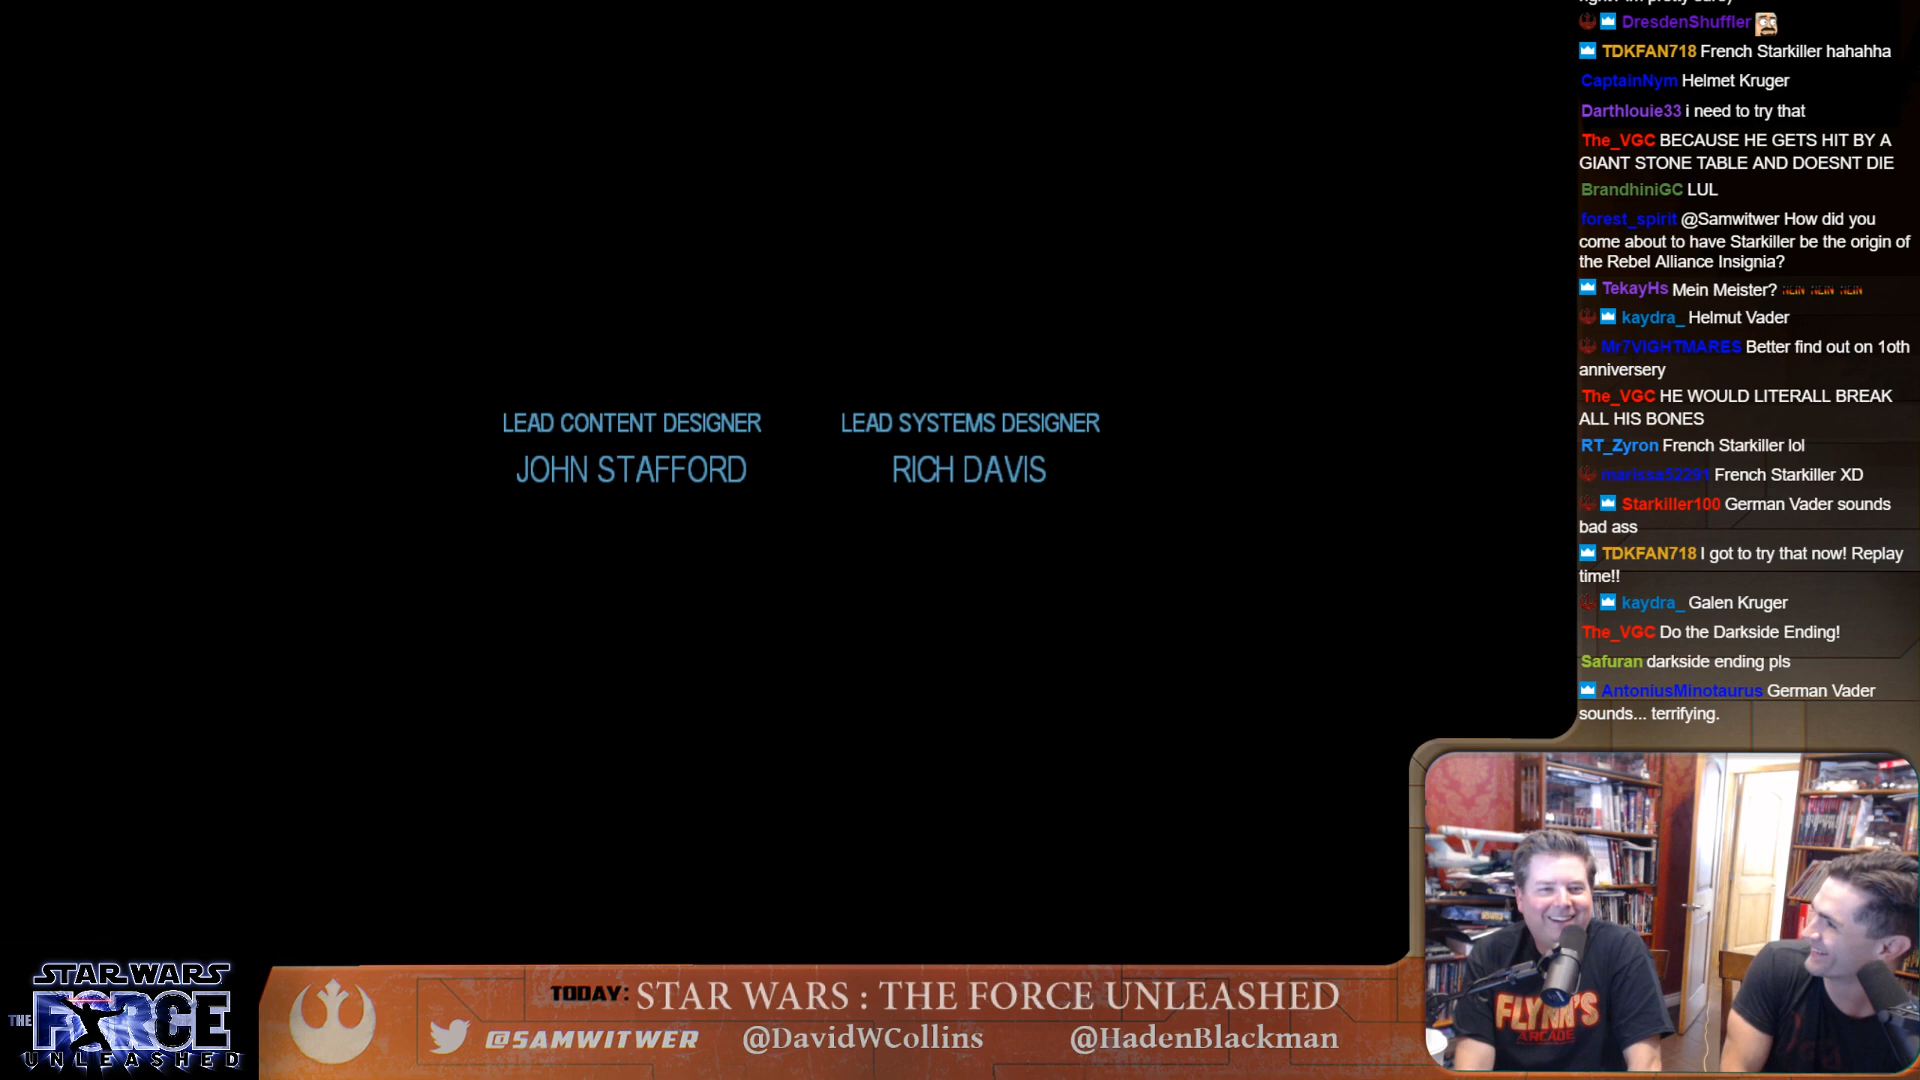 DresdenShuffler
TDKFAN718 French Starkiller hahahha
CaptainNym Helmet Kruger
Darthlouie33 i need to try that
The_VGC BECAUSE HE GETS HIT BY A
GIANT STONE TABLE AND DOESNT DIE
BrandhiniGC LUL
forest_spirit @Samwitwer How did you
come about to have Starkiller be the origin of
the Rebel Alliance Insignia?
TekayHs Mein Meister? NEIN NEIN NEIN
kaydra_ Helmut Vader
Mr7VIGHTMARES Better find out on 1oth
anniversery
The_VGC HE WOULD LITERALL BREAK
ALL HIS BONES
RT_Zyron French Starkiller lol
marissa52291 French Starkiller XD
Starkiller100 German Vader sounds
bad ass
TDKFAN718 I got to try that now! Replay
time!!
kaydra_ Galen Kruger
The_VGC Do the Darkside Ending!
Safuran darkside ending pls
AntoniusMinotaurus German Vader
sounds... terrifying.
LEAD CONTENT DESIGNER
JOHN STAFFORD
LEAD SYSTEMS DESIGNER
RICH DAVIS
STAR WARS
THE FORCE
UNLEASHED
TODAY: STAR WARS : THE FORCE UNLEASHED
@SAMWITWER @DavidWCollins @HadenBlackman
FLYNN'S
ARCADE